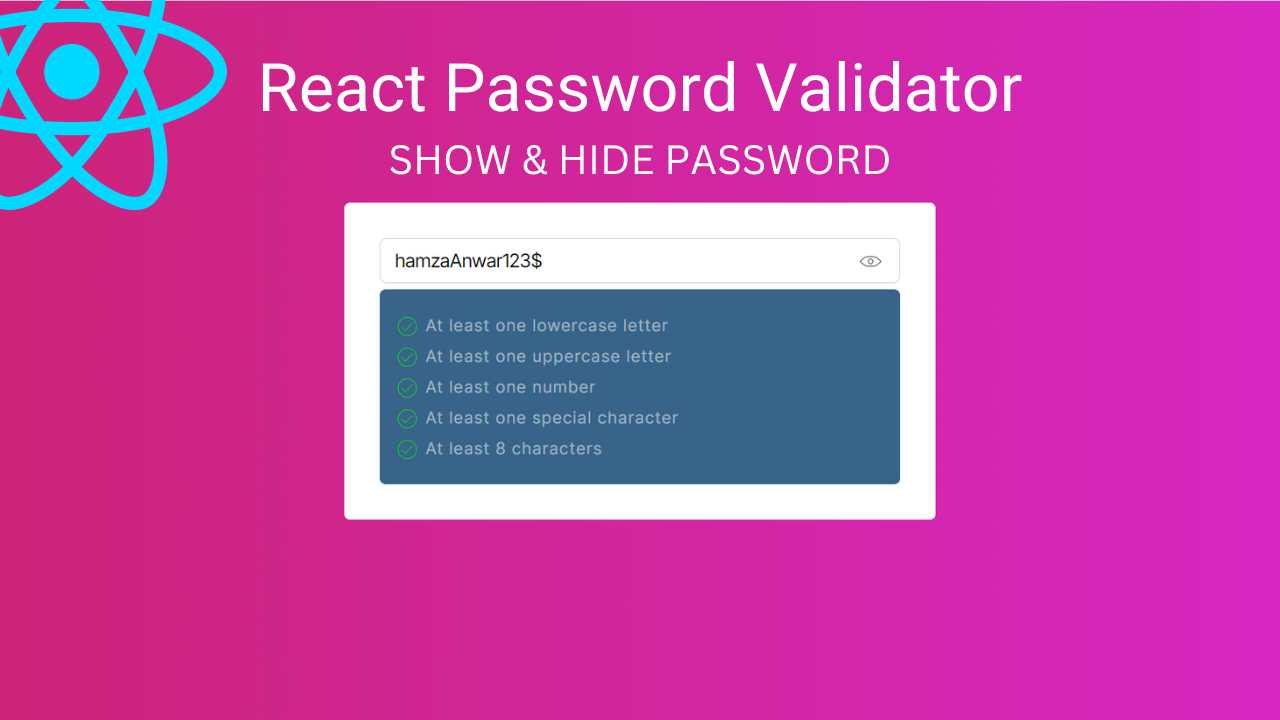 React Password Validator
SHOW & HIDE PASSWORD
hamzaAnwar123$
At least one lowercase letter
At least one uppercase letter
At least one number
At least one special character
At least 8 characters